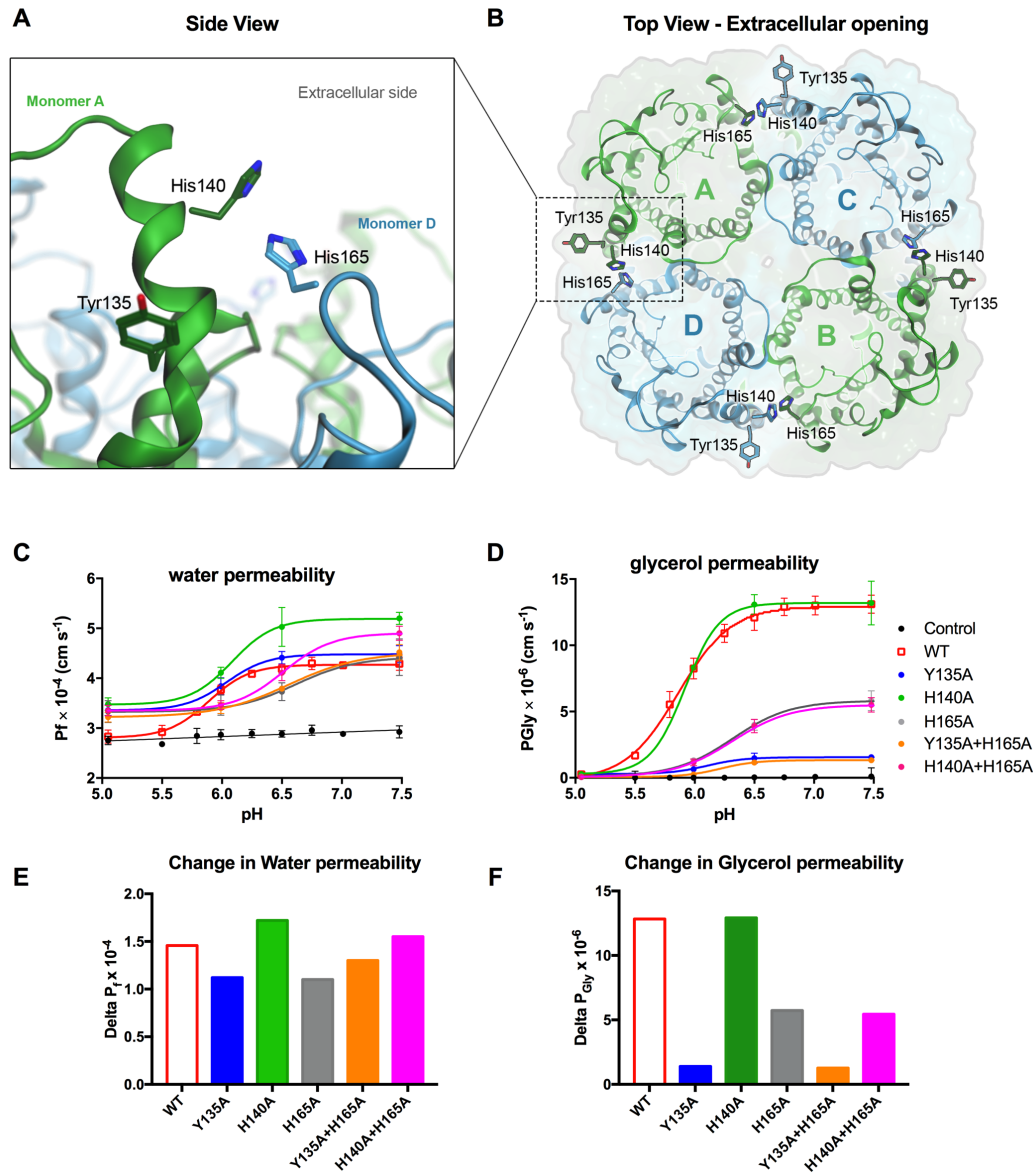 A
Side View
Monomer A
Extracellular side
His140
Monomer D
His165
Tyr135
B
Top View - Extracellular opening
Tyr135
His140
His165
A
C
Tyr135
His140
His165
His165
His140
Tyr135
D
B
His140
His165
Tyr135
C
water permeability
Pf × 10⁻⁴ (cm s⁻¹)
6
5
4
3
2
5.0 5.5 6.0 6.5 7.0 7.5
pH
D
glycerol permeability
PGly × 10⁻⁶ (cm s⁻¹)
15
10
5
0
5.0 5.5 6.0 6.5 7.0 7.5
pH
Control
WT
Y135A
H140A
H165A
Y135A+H165A
H140A+H165A
E
Change in Water permeability
Delta Pf x 10⁻⁴
2.0
1.5
1.0
0.5
0.0
WT
Y135A
H140A
H165A
Y135A+H165A
H140A+H165A
F
Change in Glycerol permeability
Delta PGly x 10⁻⁶
15
10
5
0
WT
Y135A
H140A
H165A
Y135A+H165A
H140A+H165A